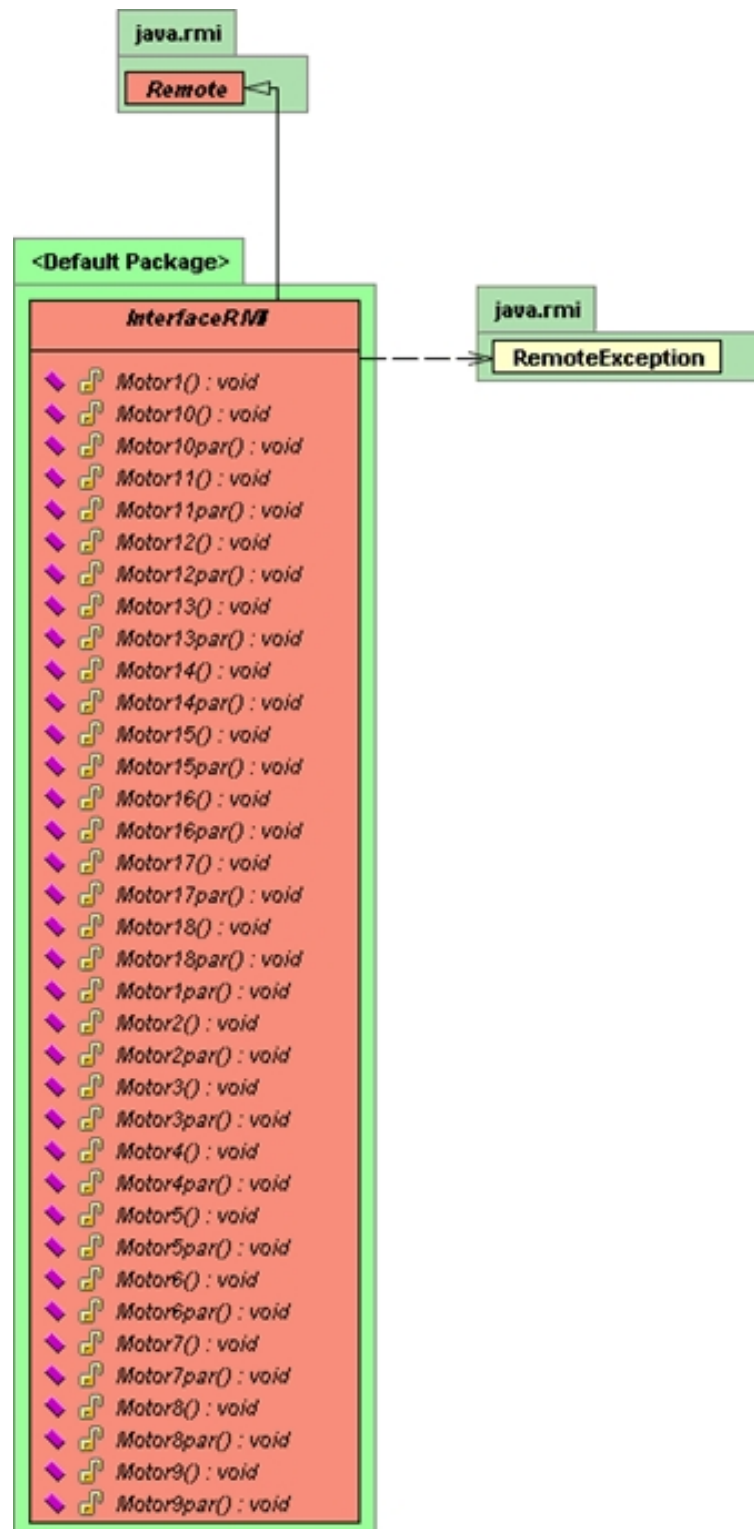 java.rmi
Remote
<Default Package>
InterfaceRMI
java.rmi
RemoteException
Motor1() : void
Motor10() : void
Motor10par() : void
Motor11() : void
Motor11par() : void
Motor12() : void
Motor12par() : void
Motor13() : void
Motor13par() : void
Motor14() : void
Motor14par() : void
Motor15() : void
Motor15par() : void
Motor16() : void
Motor16par() : void
Motor17() : void
Motor17par() : void
Motor18() : void
Motor18par() : void
Motor1par() : void
Motor2() : void
Motor2par() : void
Motor3() : void
Motor3par() : void
Motor4() : void
Motor4par() : void
Motor5() : void
Motor5par() : void
Motor6() : void
Motor6par() : void
Motor7() : void
Motor7par() : void
Motor8() : void
Motor8par() : void
Motor9() : void
Motor9par() : void